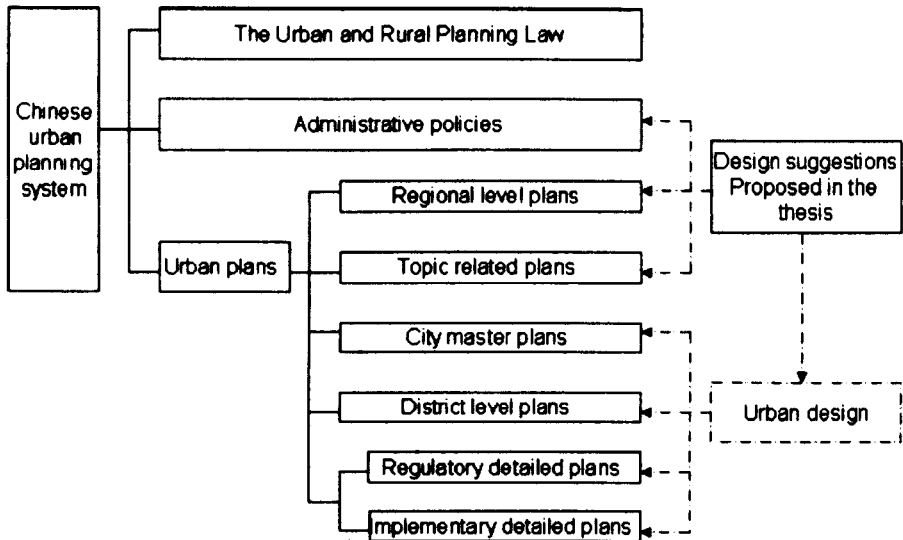 Chinese
urban
planning
system
The Urban and Rural Planning Law
Administrative policies
Urban plans
Regional level plans
Topic related plans
City master plans
District level plans
Regulatory detailed plans
Implementary detailed plans
Design suggestions
Proposed in the
thesis
Urban design